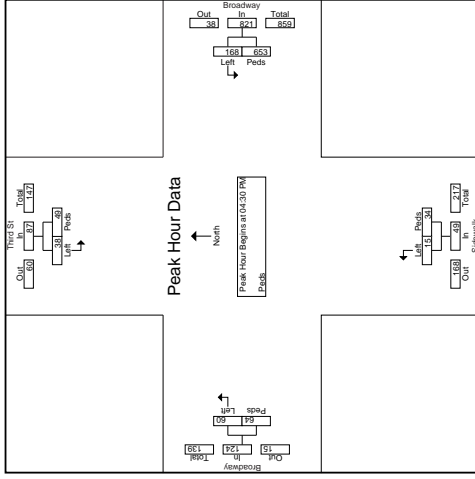 Broadway
Out In Total
38 821 859
168 653
Left Peds
Third St
Out In Total
60 87 147
38 49
Left Peds
Peak Hour Data
North
Peak Hour Begins at 04:30 PM
Peds
Left Peds
15 34
Out In Total
168 49 217
Sidewalk
Peds Left
64 60
Out In Total
15 124 139
Broadway